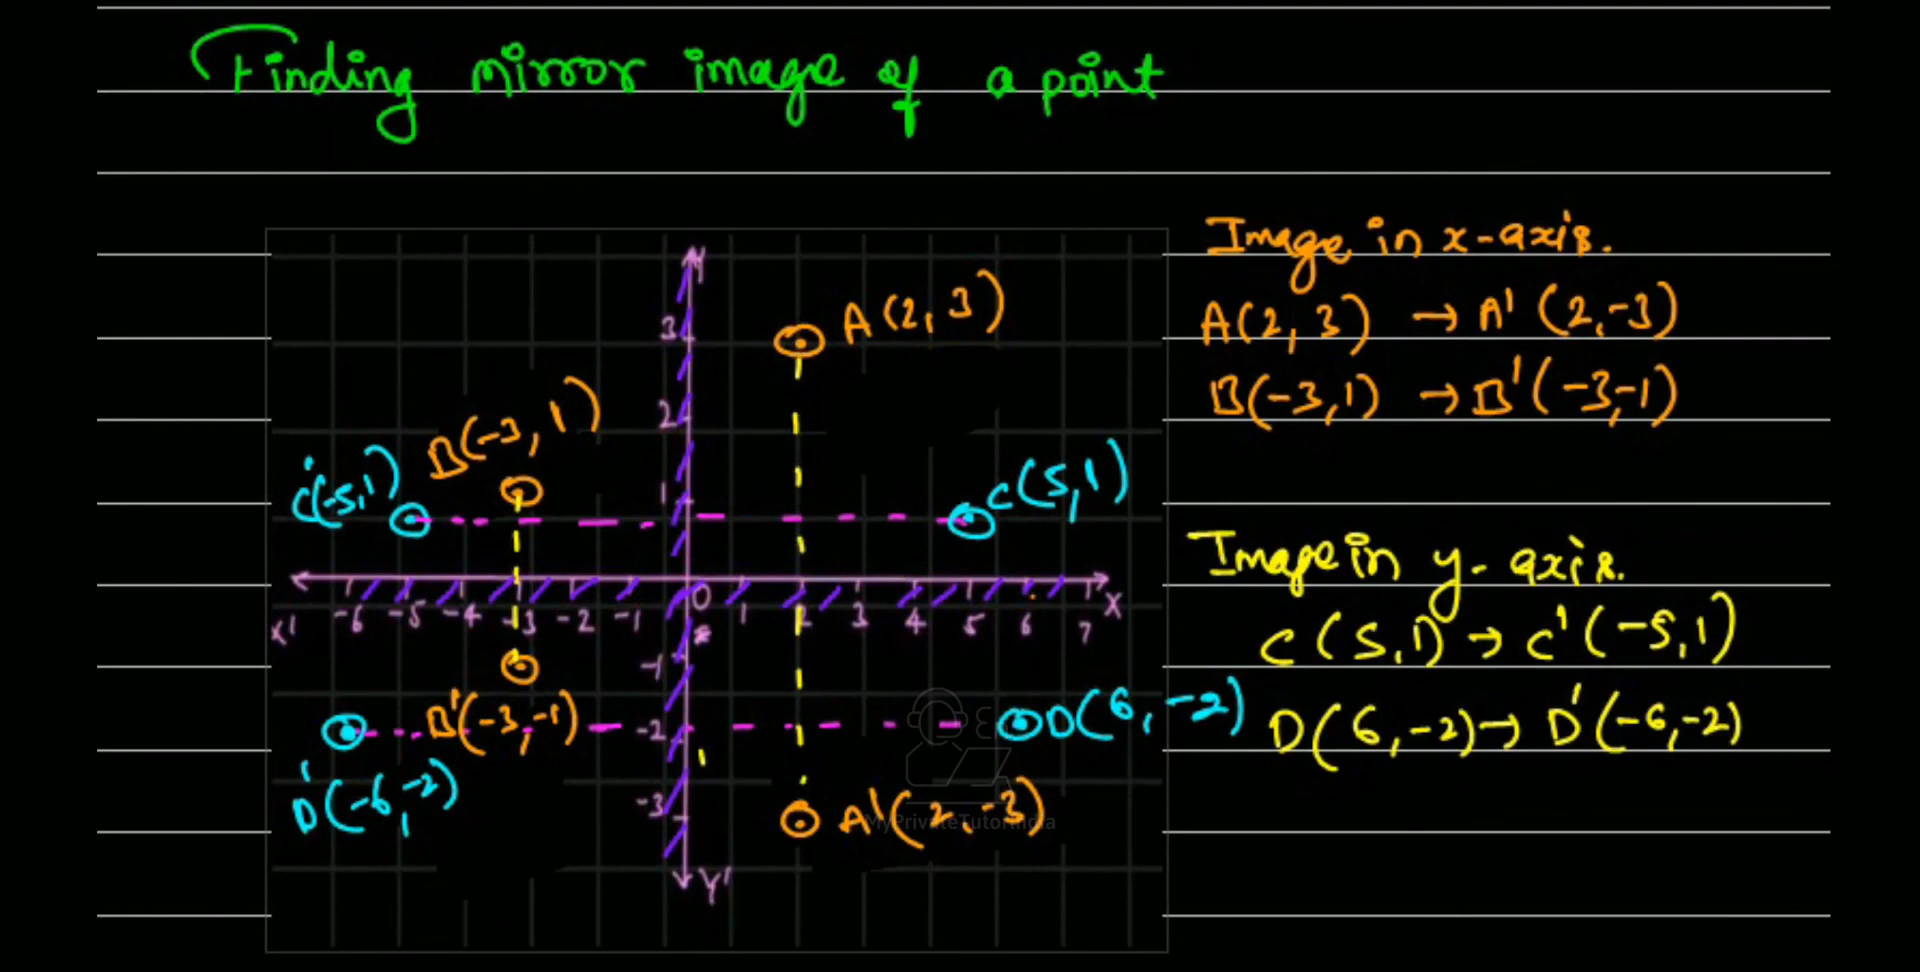 Finding mirror image of a point
Image in x-axis.
A(2, 3) → A'(2,-3)
B(-3,1) → B'(-3,-1)
Image in y-axis.
C(5,1) → C'(-5,1)
D(6,-2) → D'(-6,-2)
Y
3
A(2, 3)
2
B(-3, 1)
C'(-5,1)
1
C(5,1)
X'
-6 -5 -4 -3 -2 -1 0 1 2 3 4 5 6 7 X
-1
-2
B'(-3,-1)
D(6,-2)
D'(-6,-2)
-3
A'(2,-3)
MyPrivateTutorIndia
Y'